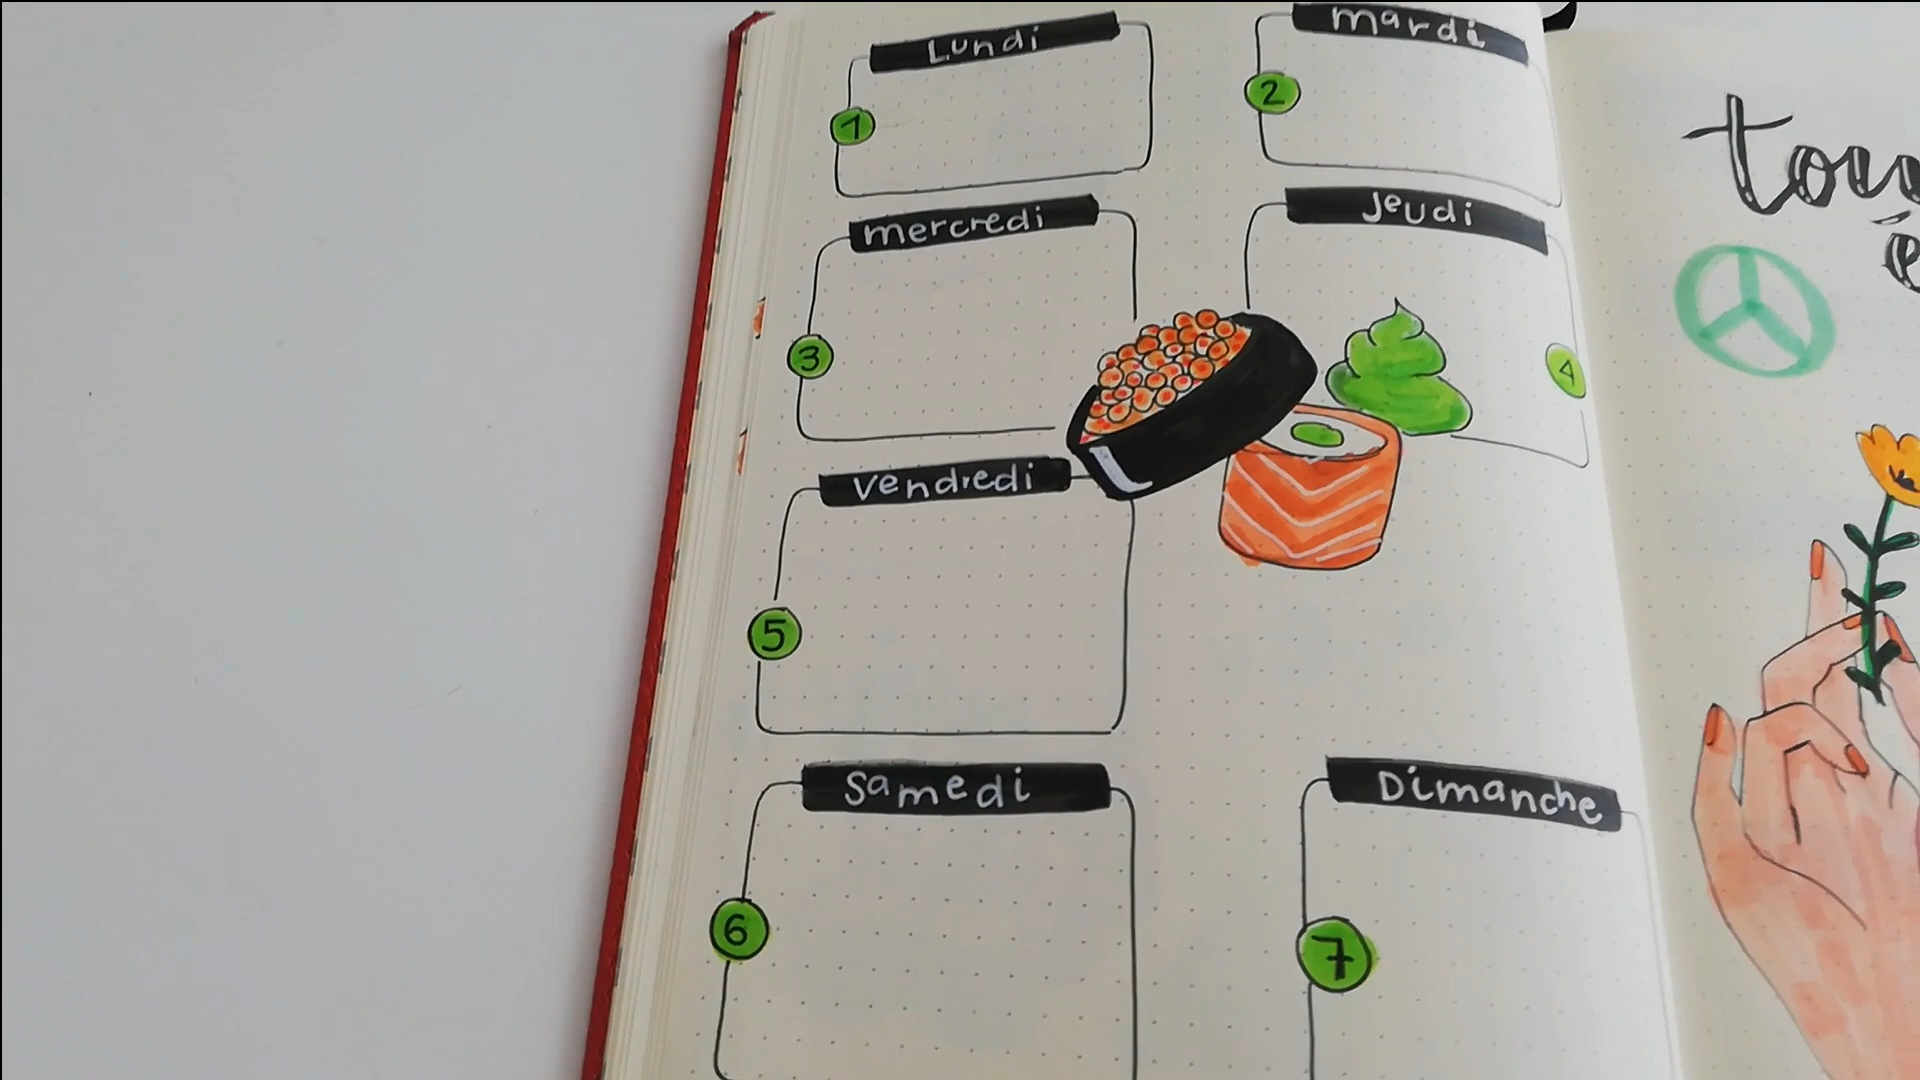 Lundi
1
mardi
2
mercredi
3
Jeudi
4
Vendredi
5
Samedi
6
Dimanche
7